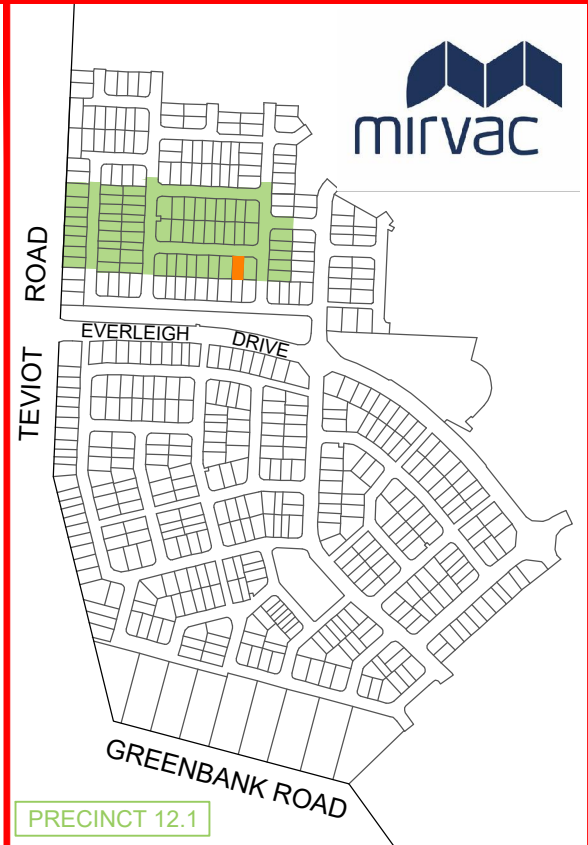 mirvac
TEVIOT ROAD
EVERLEIGH DRIVE
GREENBANK ROAD
PRECINCT 12.1